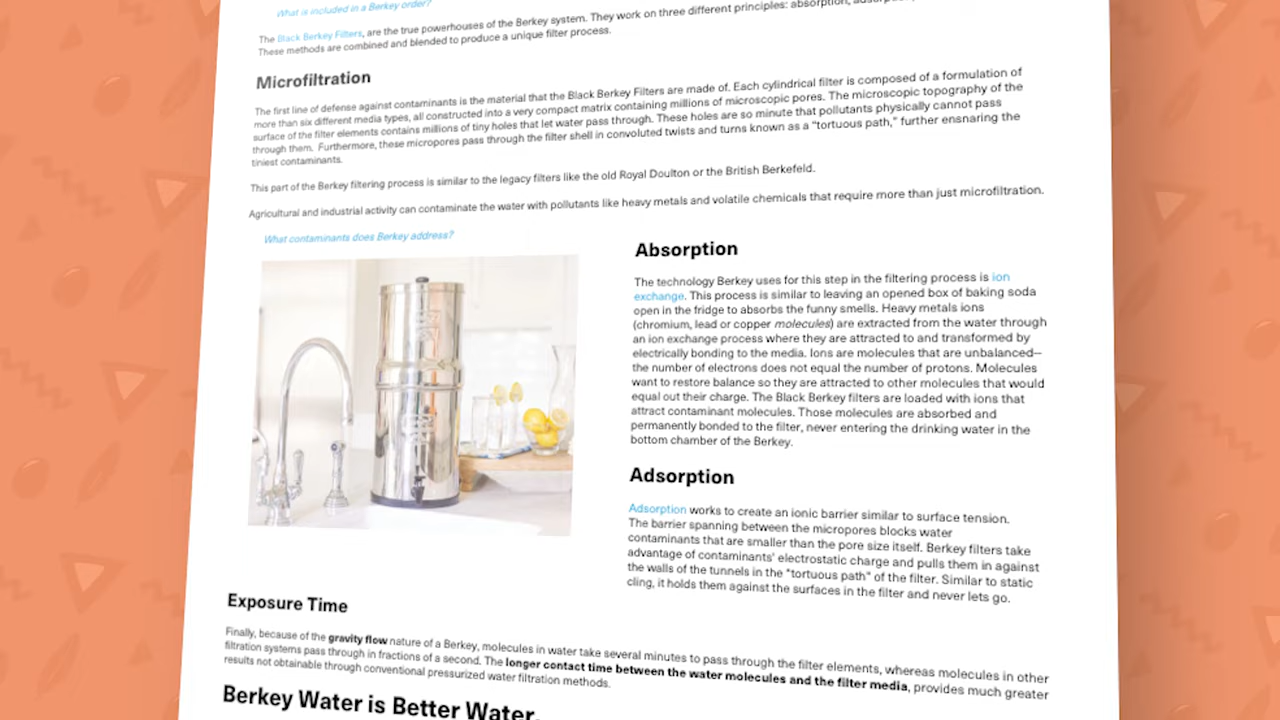 What is included in a Berkey order?
The Black Berkey Filters, are the true powerhouses of the Berkey system. They work on three different principles: absorption,
These methods are combined and blended to produce a unique filter process.
Microfiltration
The first line of defense against contaminants is the material that the Black Berkey Filters are made of. Each cylindrical filter is composed of a formulation of
more than six different media types, all constructed into a very compact matrix containing millions of microscopic pores. The microscopic topography of the
surface of the filter elements contains millions of tiny holes that let water pass through. These holes are so minute that pollutants physically cannot pass
through them. Furthermore, these micropores pass through the filter shell in convoluted twists and turns known as a “tortuous path,” further ensnaring the
tiniest contaminants.
This part of the Berkey filtering process is similar to the legacy filters like the old Royal Doulton or the British Berkefeld.
Agricultural and industrial activity can contaminate the water with pollutants like heavy metals and volatile chemicals that require more than just microfiltration.
What contaminants does Berkey address?
Absorption
The technology Berkey uses for this step in the filtering process is ion
exchange. This process is similar to leaving an opened box of baking soda
open in the fridge to absorbs the funny smells. Heavy metals ions
(chromium, lead or copper molecules) are extracted from the water through
an ion exchange process where they are attracted to and transformed by
electrically bonding to the media. Ions are molecules that are unbalanced--
the number of electrons does not equal the number of protons. Molecules
want to restore balance so they are attracted to other molecules that would
equal out their charge. The Black Berkey filters are loaded with ions that
attract contaminant molecules. Those molecules are absorbed and
permanently bonded to the filter, never entering the drinking water in the
bottom chamber of the Berkey.
Adsorption
Adsorption works to create an ionic barrier similar to surface tension.
The barrier spanning between the micropores blocks water
contaminants that are smaller than the pore size itself. Berkey filters take
advantage of contaminants' electrostatic charge and pulls them in against
the walls of the tunnels in the "tortuous path" of the filter. Similar to static
cling, it holds them against the surfaces in the filter and never lets go.
Exposure Time
Finally, because of the gravity flow nature of a Berkey, molecules in water take several minutes to pass through the filter elements, whereas molecules in other
filtration systems pass through in fractions of a second. The longer contact time between the water molecules and the filter media, provides much greater
results not obtainable through conventional pressurized water filtration methods.
Berkey Water is Better Water.